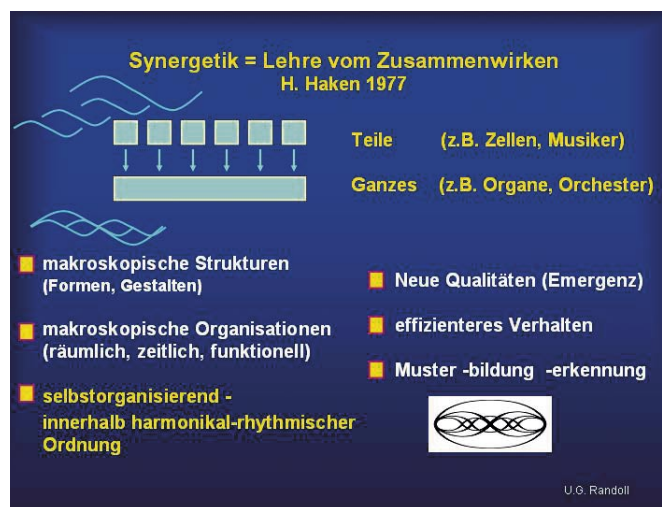 Synergetik = Lehre vom Zusammenwirken
H. Haken 1977
Teile (z.B. Zellen, Musiker)
Ganzes (z.B. Organe, Orchester)
makroskopische Strukturen
(Formen, Gestalten)
makroskopische Organisationen
(räumlich, zeitlich, funktionell)
selbstorganisierend -
innerhalb harmonikal-rhythmischer
Ordnung
Neue Qualitäten (Emergenz)
effizienteres Verhalten
Muster -bildung -erkennung
U.G. Randoll